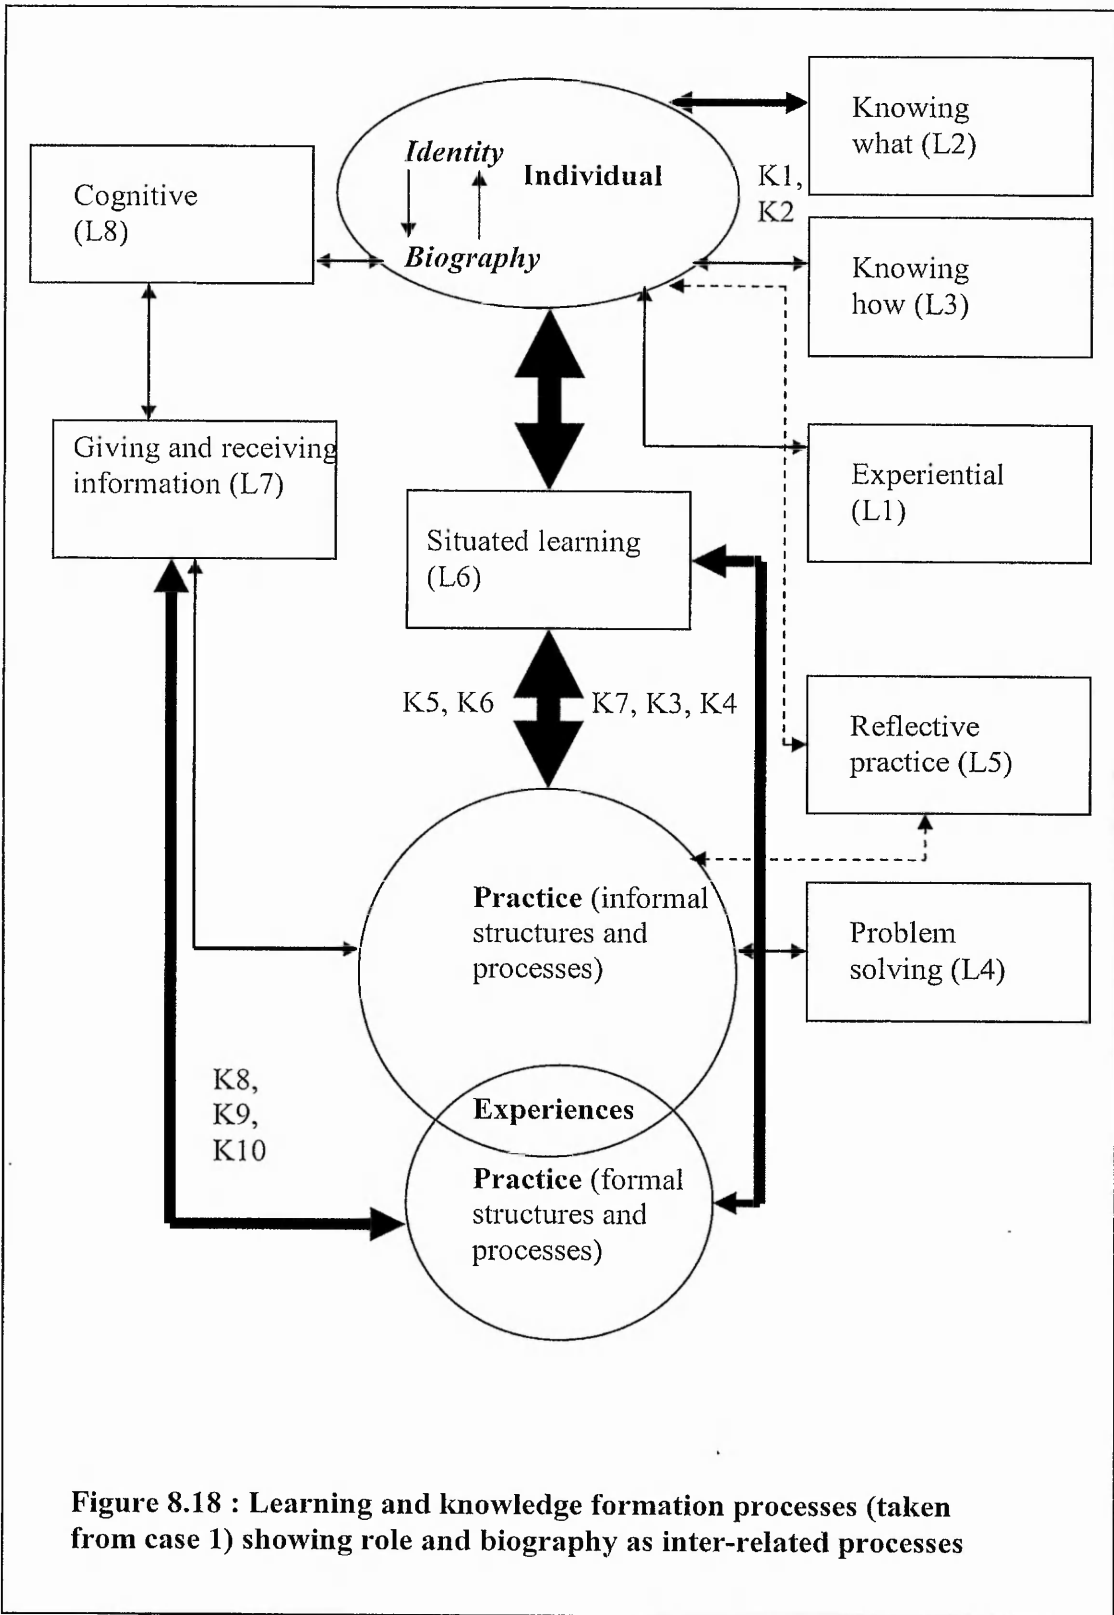 Knowing
what (L2)
Identity
Individual
K1,
K2
Cognitive
(L8)
Biography
Knowing
how (L3)
Giving and receiving
information (L7)
Experiential
(L1)
Situated learning
(L6)
K5, K6
K7, K3, K4
Reflective
practice (L5)
Practice (informal
structures and
processes)
Problem
solving (L4)
K8,
K9,
K10
Experiences
Practice (formal
structures and
processes)
Figure 8.18 : Learning and knowledge formation processes (taken
from case 1) showing role and biography as inter-related processes